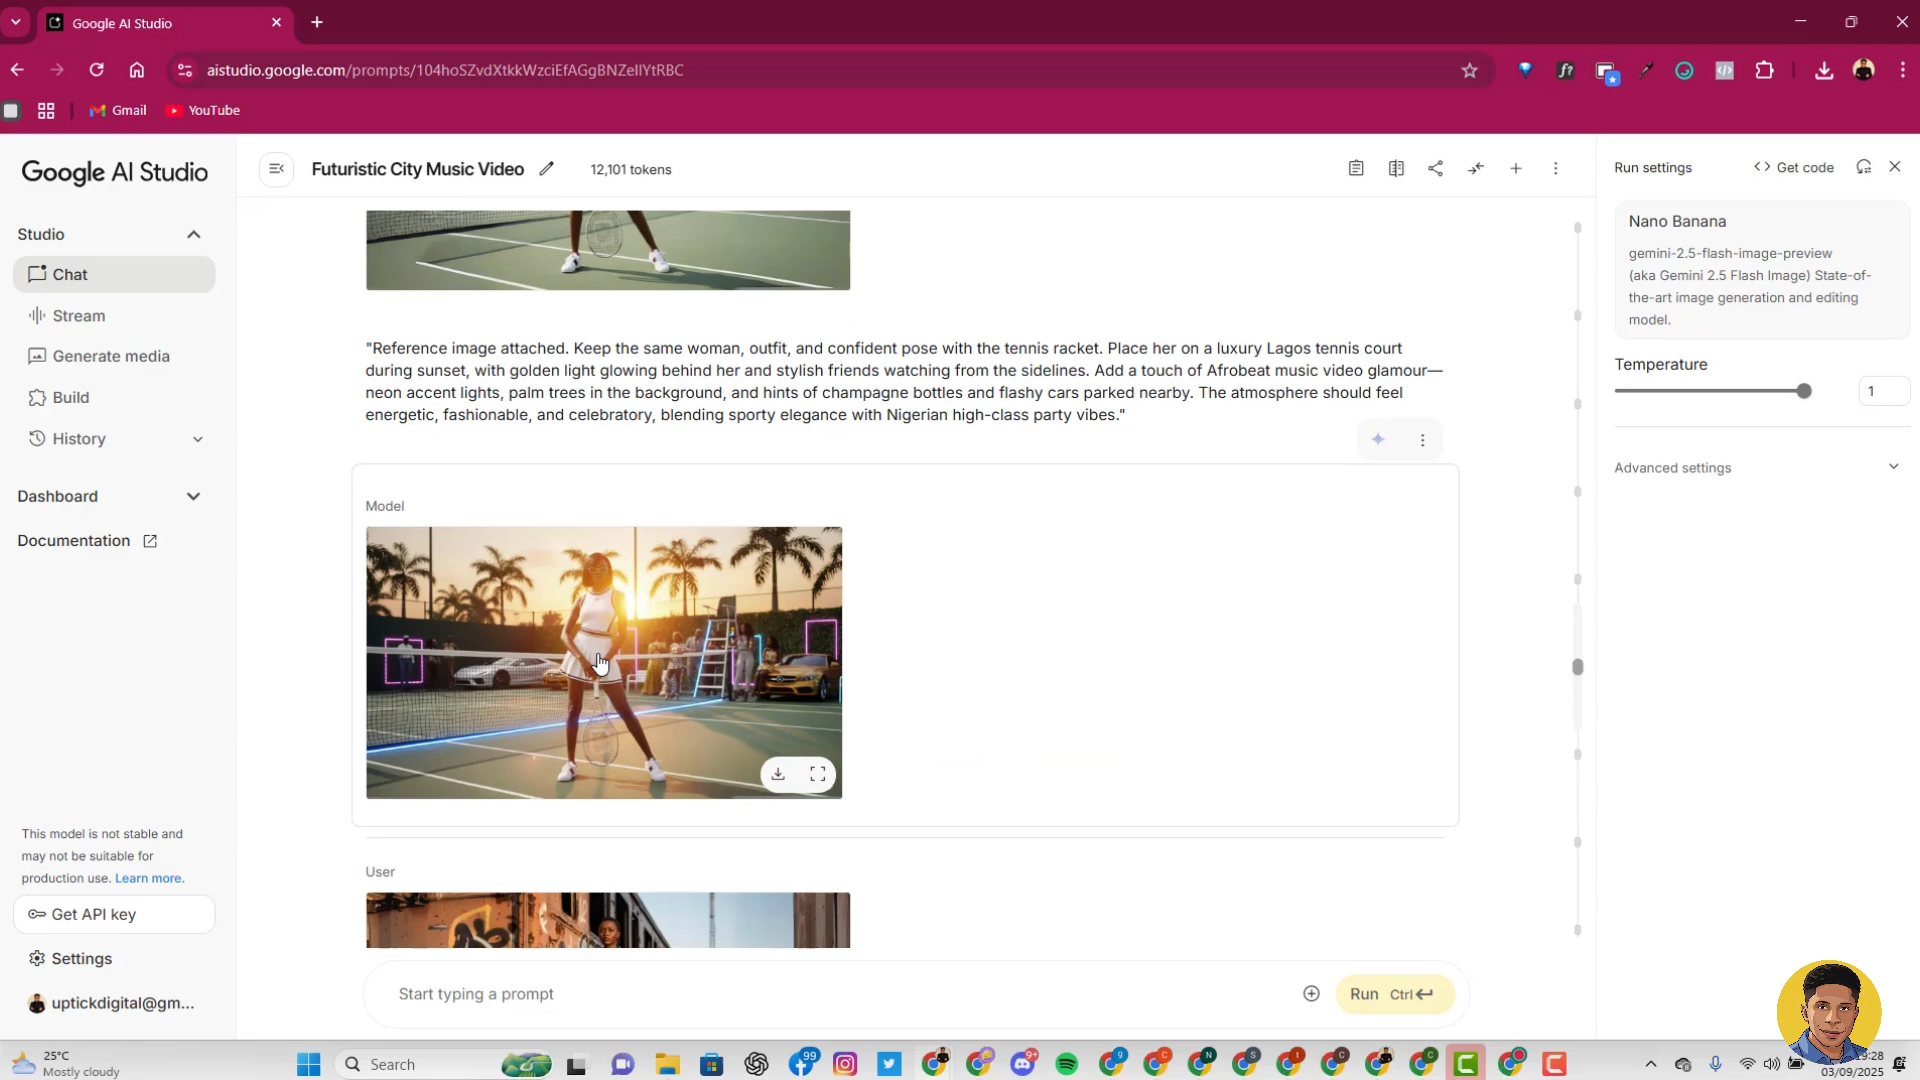 Google AI Studio
aistudio.google.com/prompts/104hoSZvdXtkkWzciEfAGgBNZelIYtRBC
Gmail
YouTube
Google AI Studio
Futuristic City Music Video
12,101 tokens
Run settings
Get code
Studio
Chat
Stream
Generate media
Build
History
Dashboard
Documentation
Nano Banana
gemini-2.5-flash-image-preview
(aka Gemini 2.5 Flash Image) State-of-
the-art image generation and editing
model.
Temperature
1
Advanced settings
"Reference image attached. Keep the same woman, outfit, and confident pose with the tennis racket. Place her on a luxury Lagos tennis court
during sunset, with golden light glowing behind her and stylish friends watching from the sidelines. Add a touch of Afrobeat music video glamour—
neon accent lights, palm trees in the background, and hints of champagne bottles and flashy cars parked nearby. The atmosphere should feel
energetic, fashionable, and celebratory, blending sporty elegance with Nigerian high-class party vibes."
Model
User
This model is not stable and
may not be suitable for
production use. Learn more.
Get API key
Settings
uptickdigital@gm...
Start typing a prompt
Run Ctrl
25°C
Mostly cloudy
Search
99
9+
9
C
N
S
t
C
C
19:28
03/09/2025